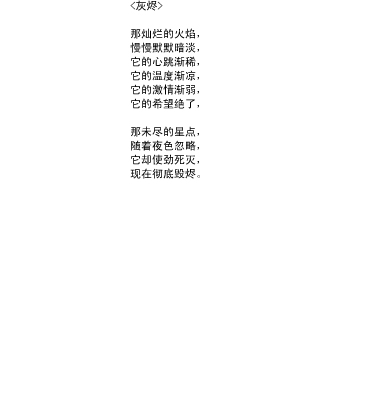 <灰烬>
那灿烂的火焰，
慢慢默默暗淡，
它的心跳渐稀，
它的温度渐凉，
它的激情渐弱，
它的希望绝了，
那未尽的星点，
随着夜色忽略，
它却使劲死灭，
现在彻底毁烬。